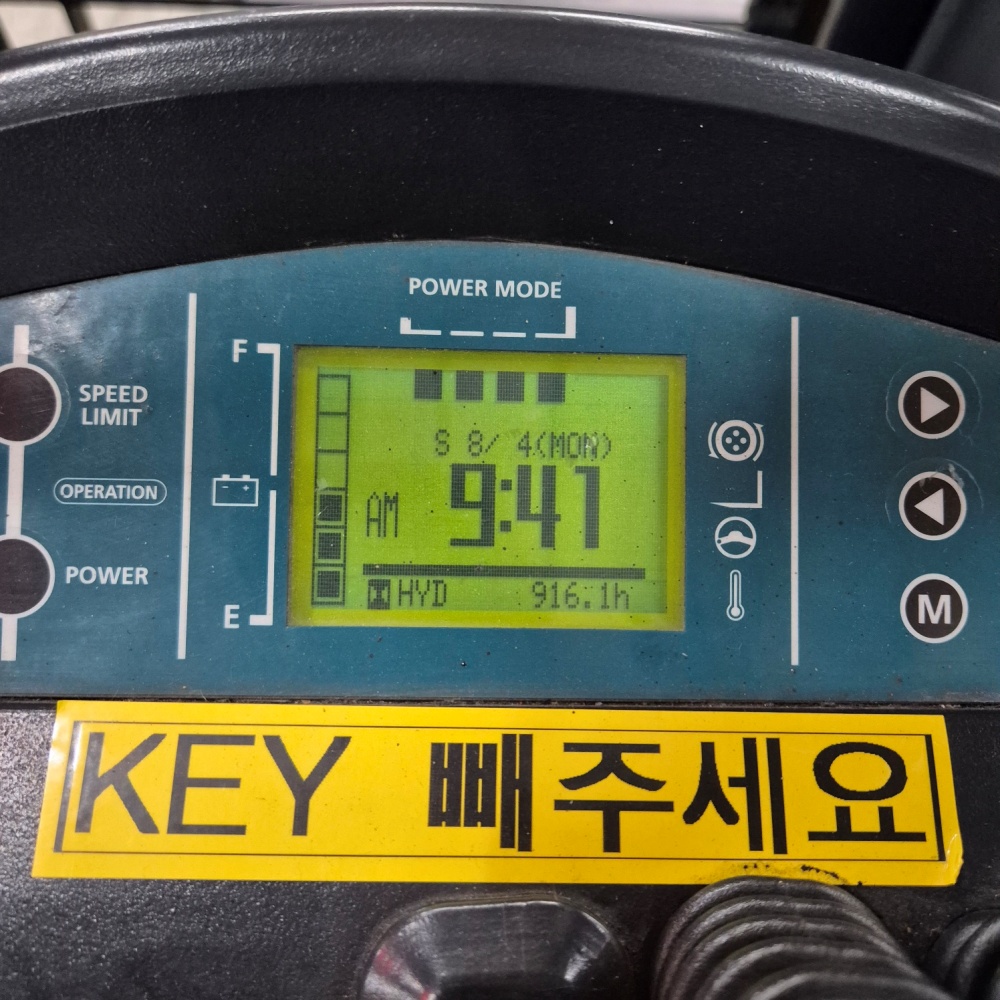 POWER MODE
F
SPEED
LIMIT
S 8/ 4(MON)
OPERATION
AM 9:41
POWER
HYD 916.1h
E
M
KEY 빼주세요